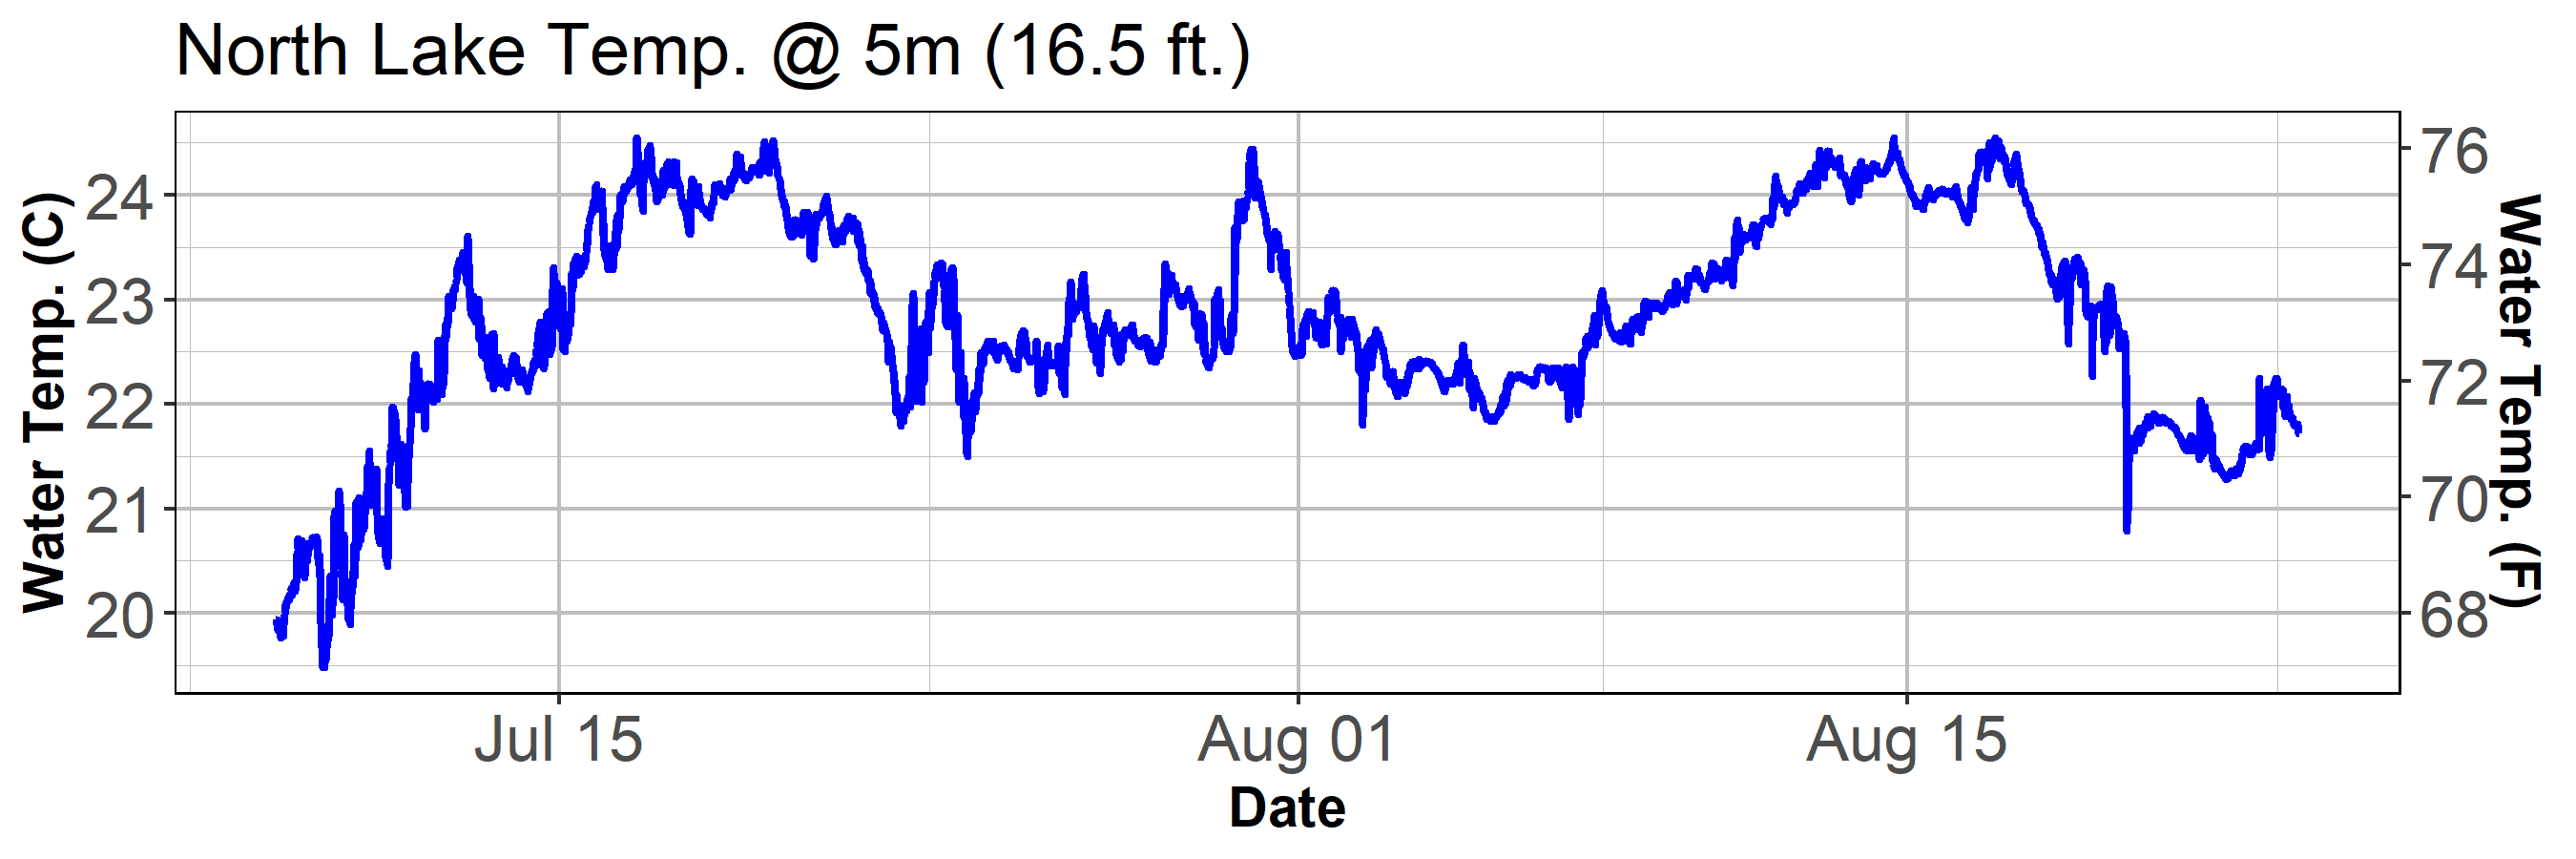 North Lake Temp. @ 5m (16.5 ft.)
Water Temp. (C)
24
23
22
21
20
76
74
72
70
68
Water Temp. (F)
Jul 15
Aug 01
Aug 15
Date